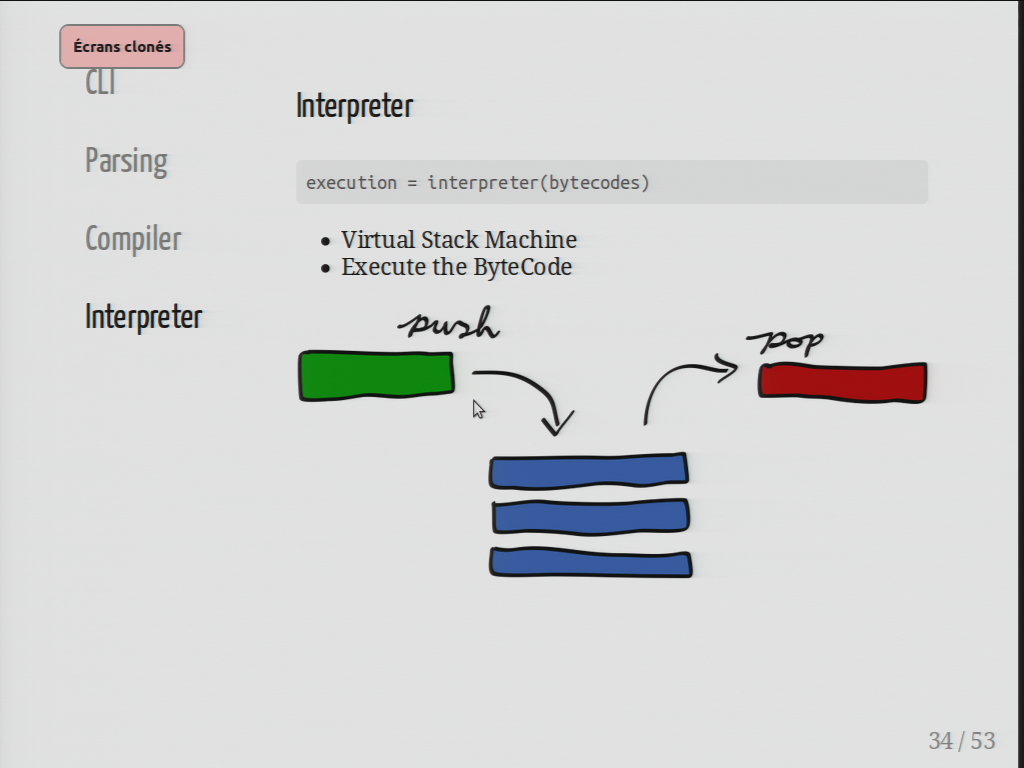 Écrans clonés
CLI
Parsing
Compiler
Interpreter
Interpreter
execution = interpreter(bytecodes)
Virtual Stack Machine
Execute the ByteCode
push
pop
34 / 53